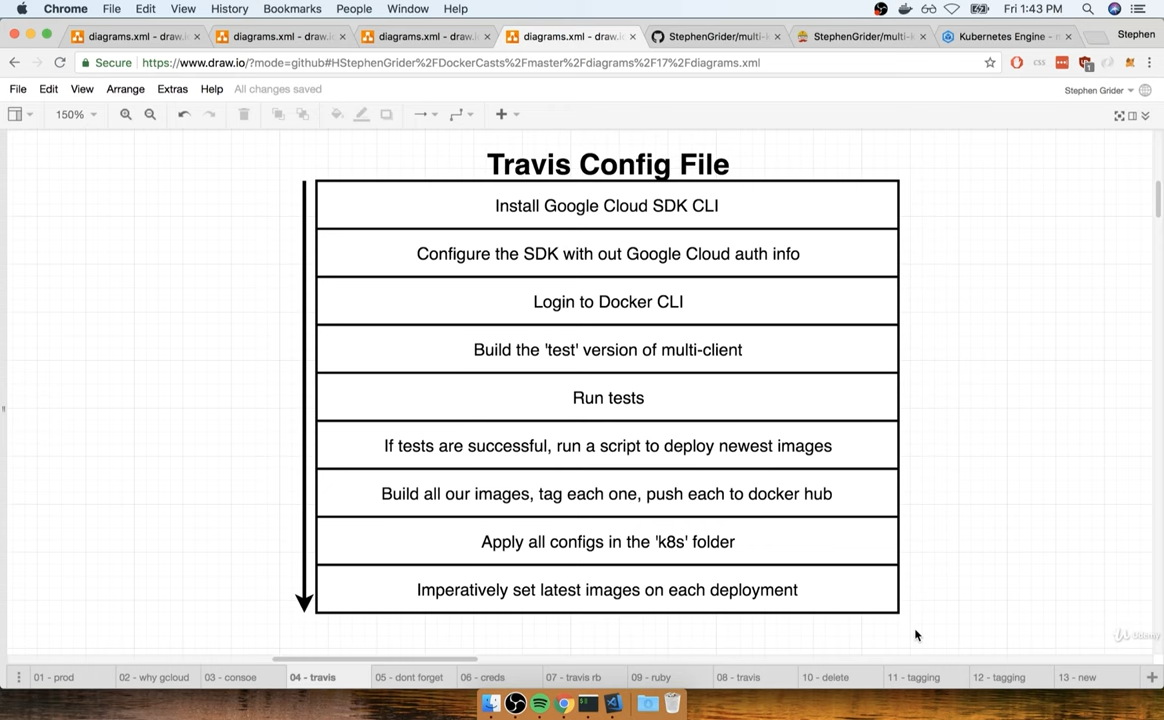 Chrome File Edit View History Bookmarks People Window Help Fri 1:43 PM
diagrams.xml - draw.i diagrams.xml - draw.i diagrams.xml - draw.i diagrams.xml - draw.i StephenGrider/multi- StephenGrider/multi- Kubernetes Engine - Stephen
Secure https://www.draw.io/?mode=github#HStephenGrider%2FDockerCasts%2Fmaster%2Fdiagrams%2F17%2Fdiagrams.xml css 1
File Edit View Arrange Extras Help All changes saved Stephen Grider
150%
Travis Config File
Install Google Cloud SDK CLI
Configure the SDK with out Google Cloud auth info
Login to Docker CLI
Build the 'test' version of multi-client
Run tests
If tests are successful, run a script to deploy newest images
Build all our images, tag each one, push each to docker hub
Apply all configs in the 'k8s' folder
Imperatively set latest images on each deployment
Udemy
01 - prod 02 - why gcloud 03 - consoe 04 - travis 05 - dont forget 06 - creds 07 - travis rb 09 - ruby 08 - travis 10 - delete 11 - tagging 12 - tagging 13 - new